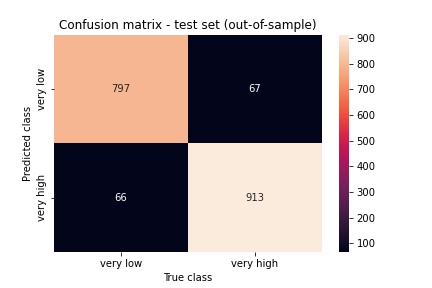 Confusion matrix - test set (out-of-sample)
Predicted class
very low
797
67
very high
66
913
very low
very high
True class
900
800
700
600
500
400
300
200
100